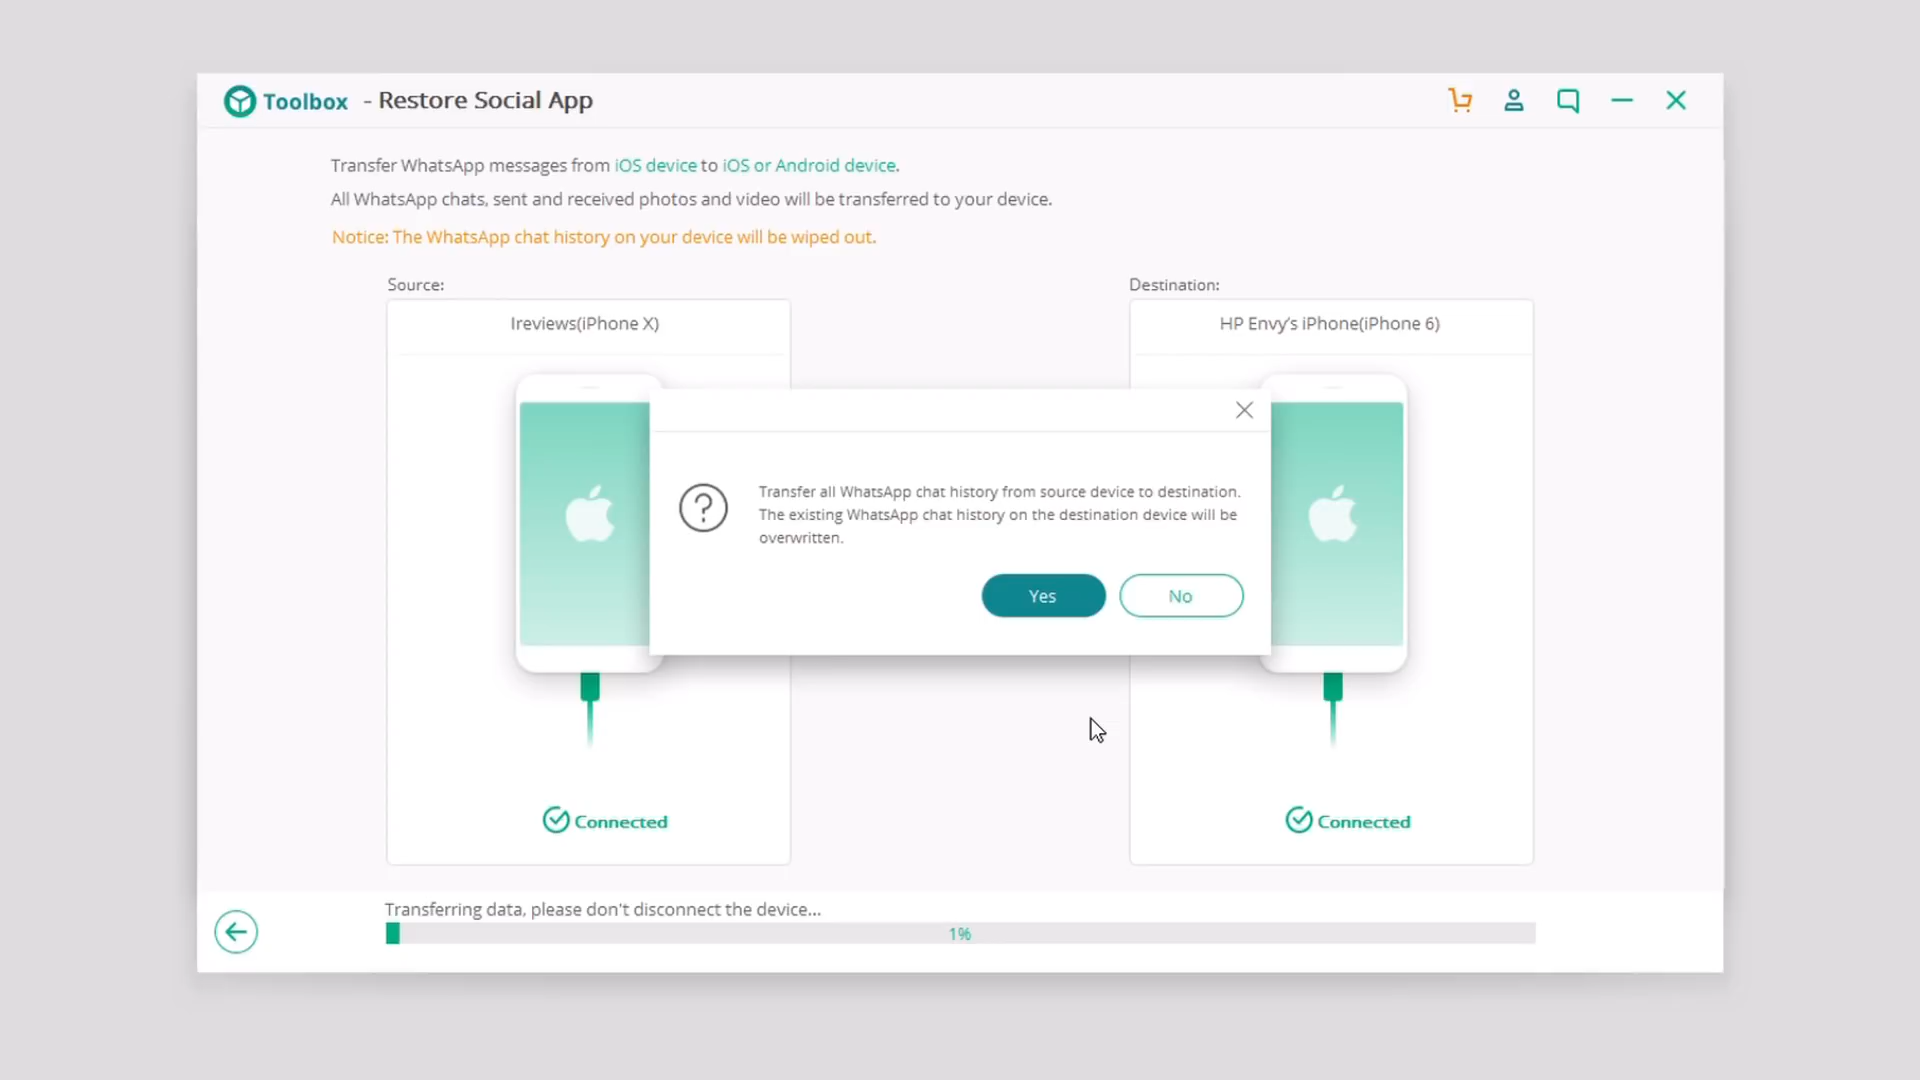 Toolbox - Restore Social App
Transfer WhatsApp messages from iOS device to iOS or Android device.
All WhatsApp chats, sent and received photos and video will be transferred to your device.
Notice: The WhatsApp chat history on your device will be wiped out.
Source:
Destination:
Ireviews(iPhone X)
HP Envy's iPhone(iPhone 6)
?
Transfer all WhatsApp chat history from source device to destination.
The existing WhatsApp chat history on the destination device will be
overwritten.
Yes
No
Connected
Connected
Transferring data, please don't disconnect the device...
1%